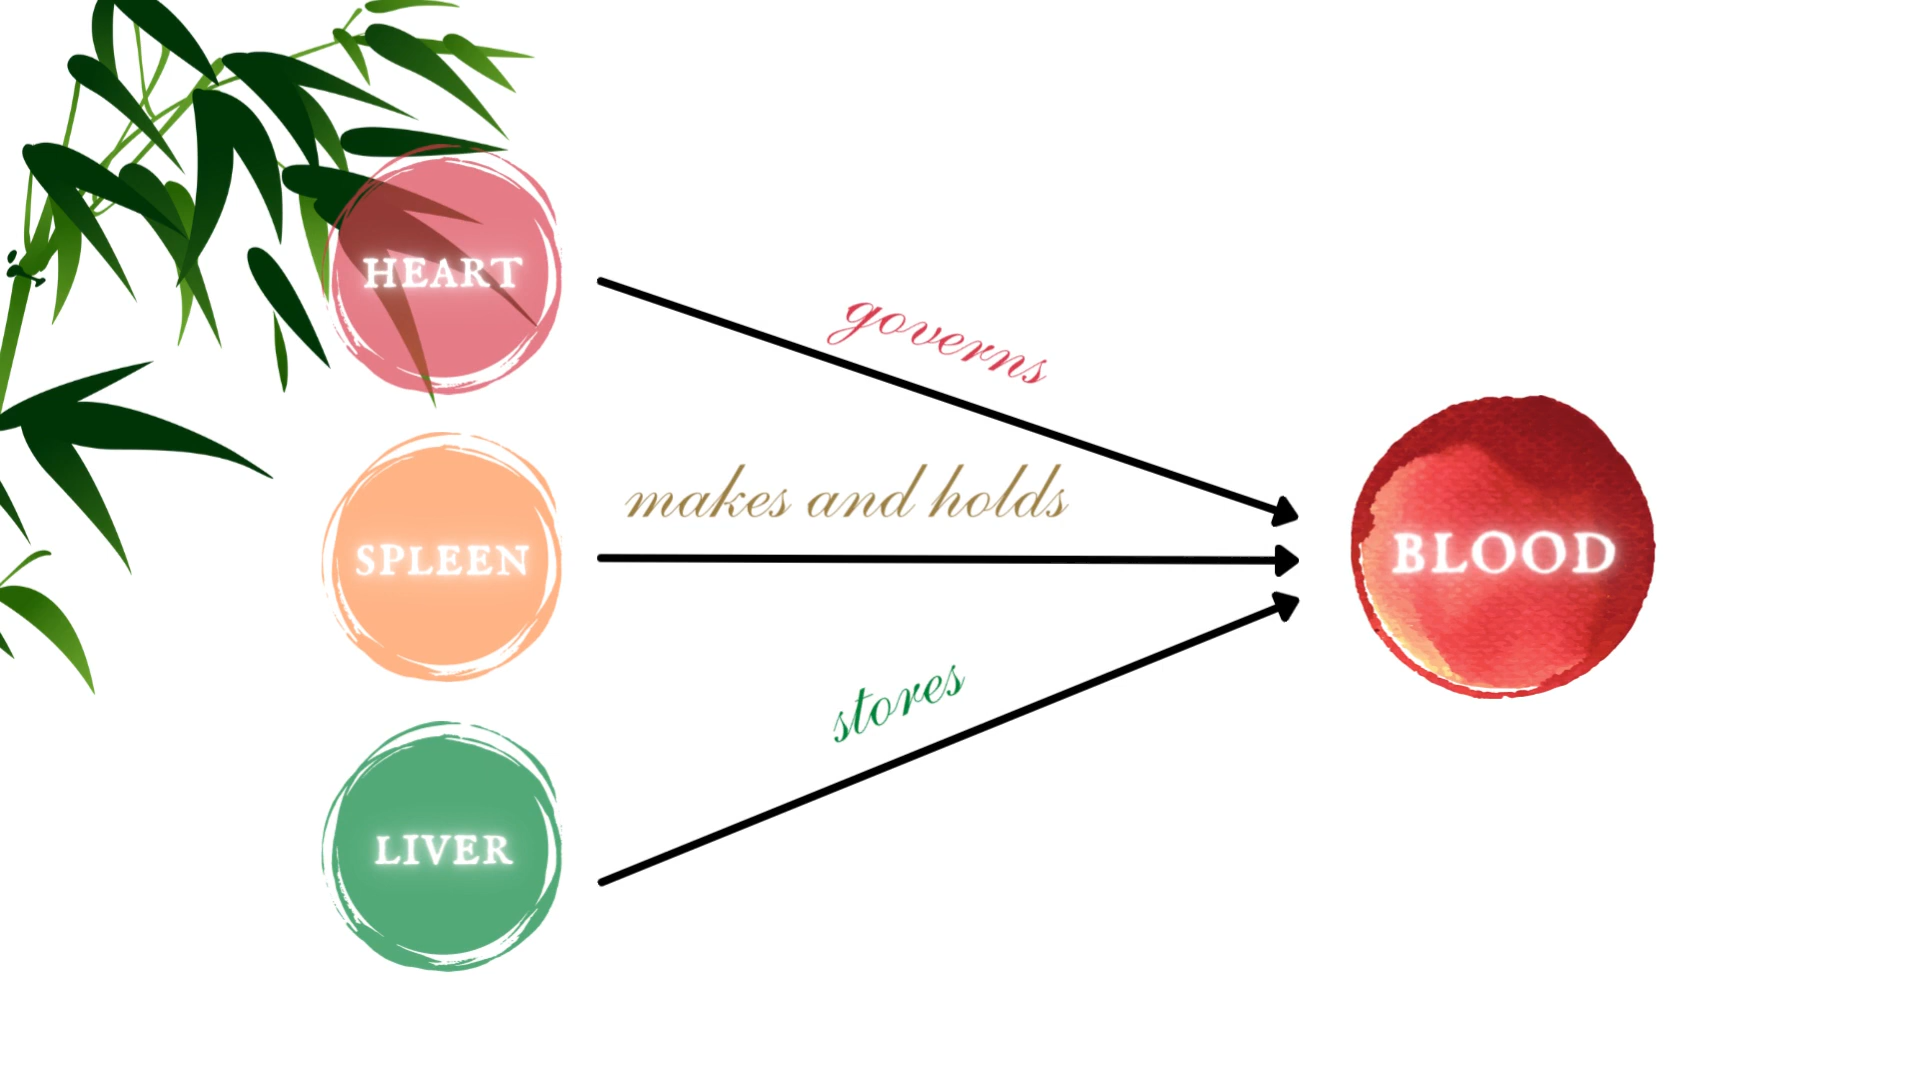 HEART
governs
makes and holds
SPLEEN
BLOOD
stores
LIVER